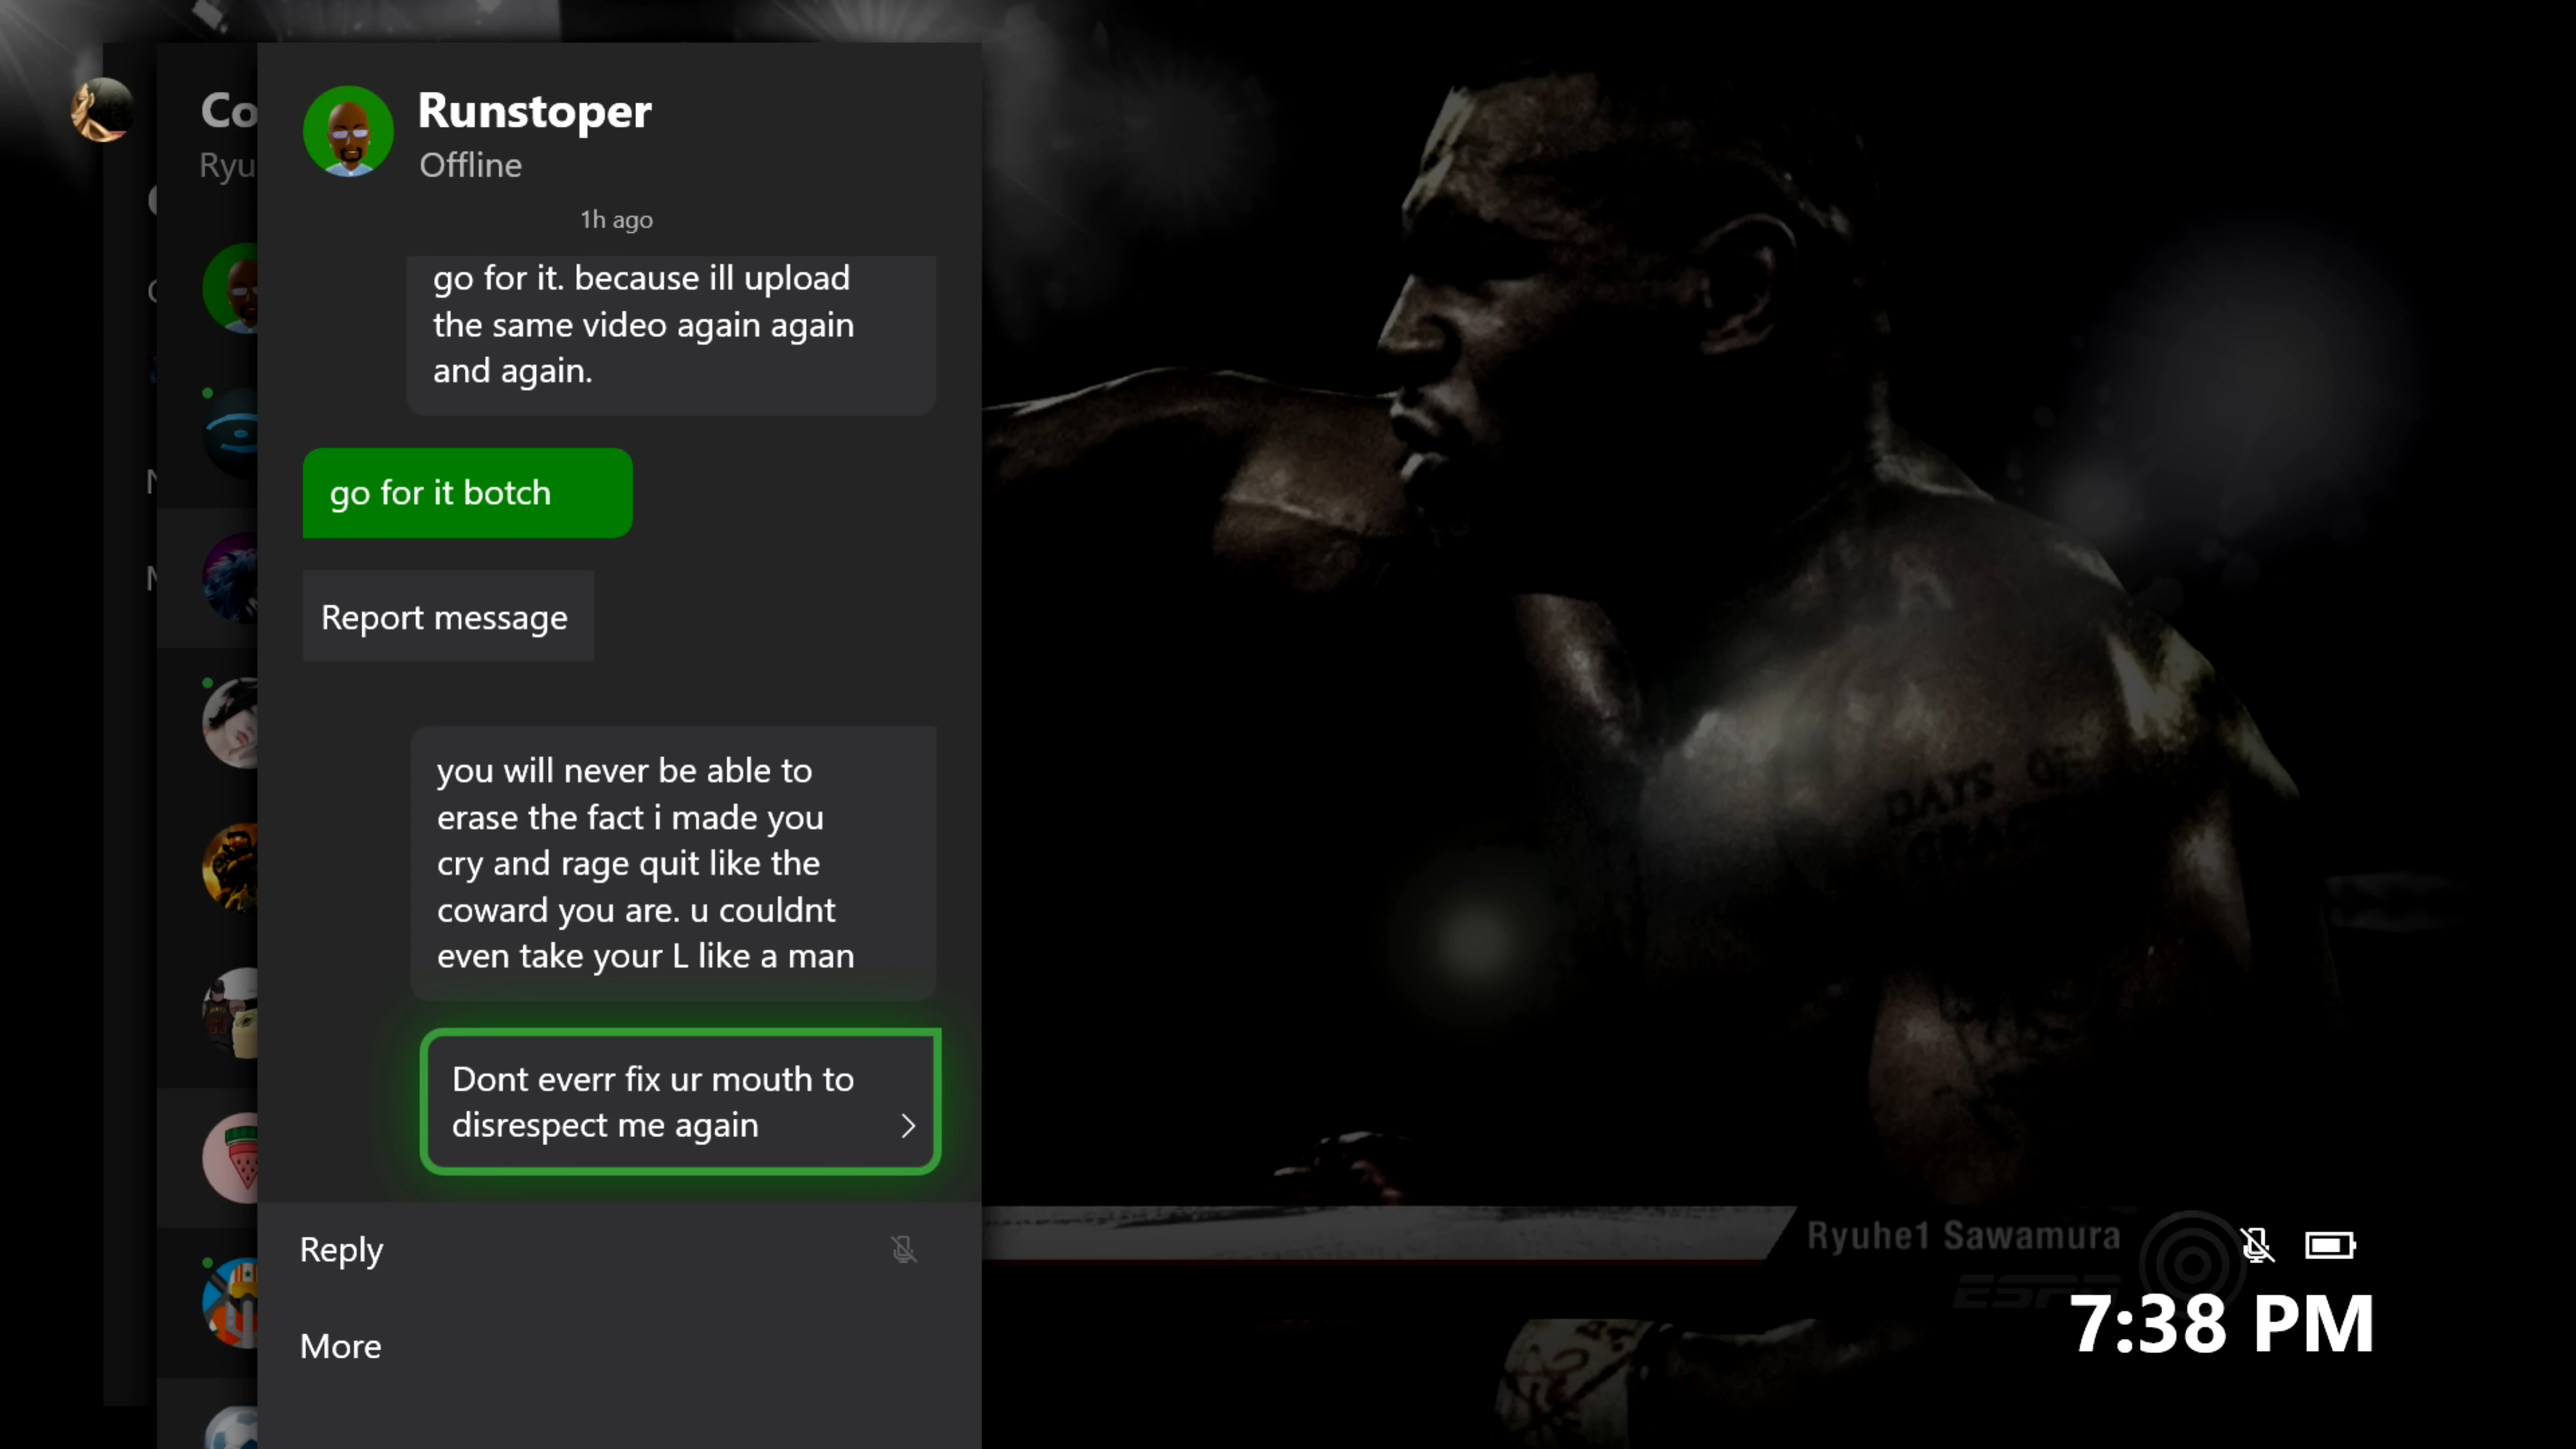 Co
Ryu
Runstoper
Offline
1h ago
go for it. because ill upload
the same video again again
and again.
go for it botch
Report message
you will never be able to
erase the fact i made you
cry and rage quit like the
coward you are. u couldnt
even take your L like a man
Dont everr fix ur mouth to
disrespect me again
Reply
More
DAYS OF
Ryuhe1 Sawamura
ESPN
7:38 PM